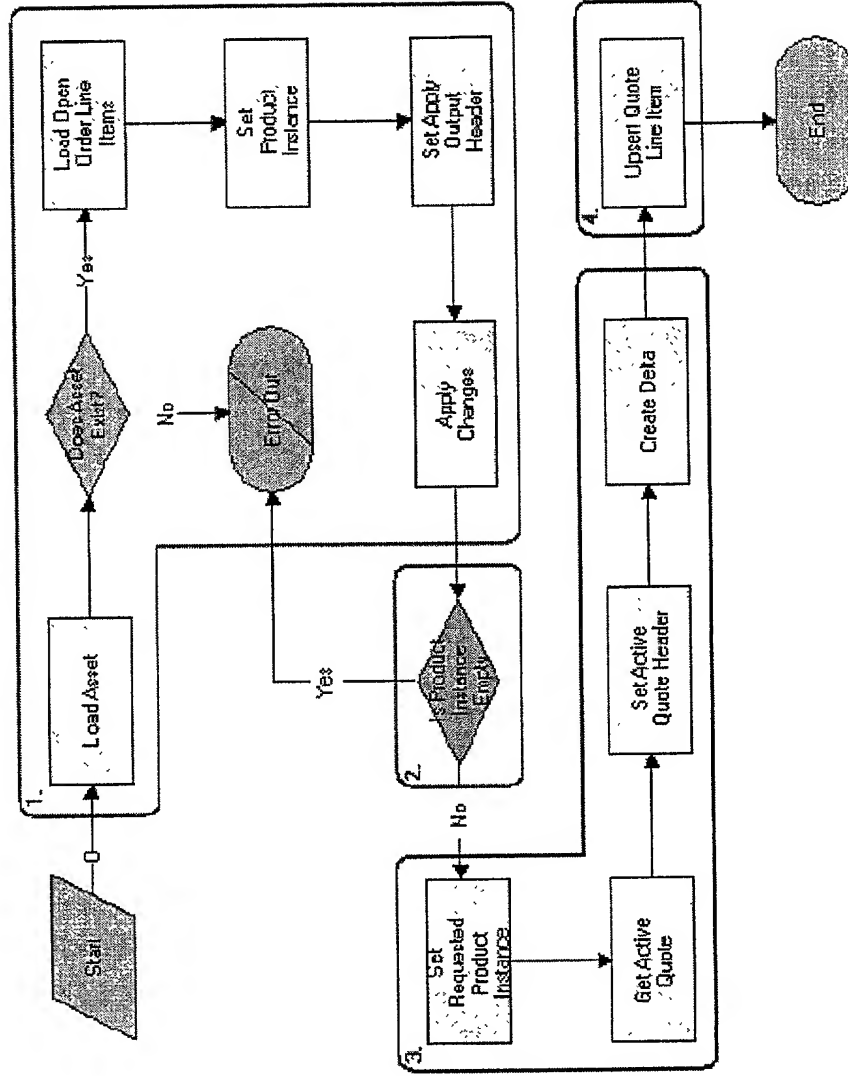 Start
0
1.
Load Asset
Does Asset
Exist?
Yes
Load Open
Order Line
Items
Set
Product
Instance
Set Apply
Output
Header
Apply
Changes
No
Error Out
2.
Is Product
Instance
Empty
Yes
No
3.
Set
Requested
Product
Instance
Get Active
Quote
Set Active
Quote Header
Create Delta
4.
Upsert Quote
Line Item
End